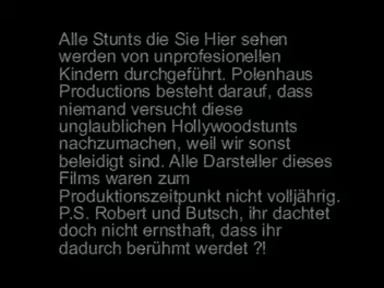 Alle Stunts die Sie Hier sehen
werden von unprofesionellen
Kindern durchgeführt. Polenhaus
Productions besteht darauf, dass
niemand versucht diese
unglaublichen Hollywoodstunts
nachzumachen, weil wir sonst
beleidigt sind. Alle Darsteller dieses
Films waren zum
Produktionszeitpunkt nicht volljährig.
P.S. Robert und Butsch, ihr dachtet
doch nicht ernsthaft, dass ihr
dadurch berühmt werdet ?!